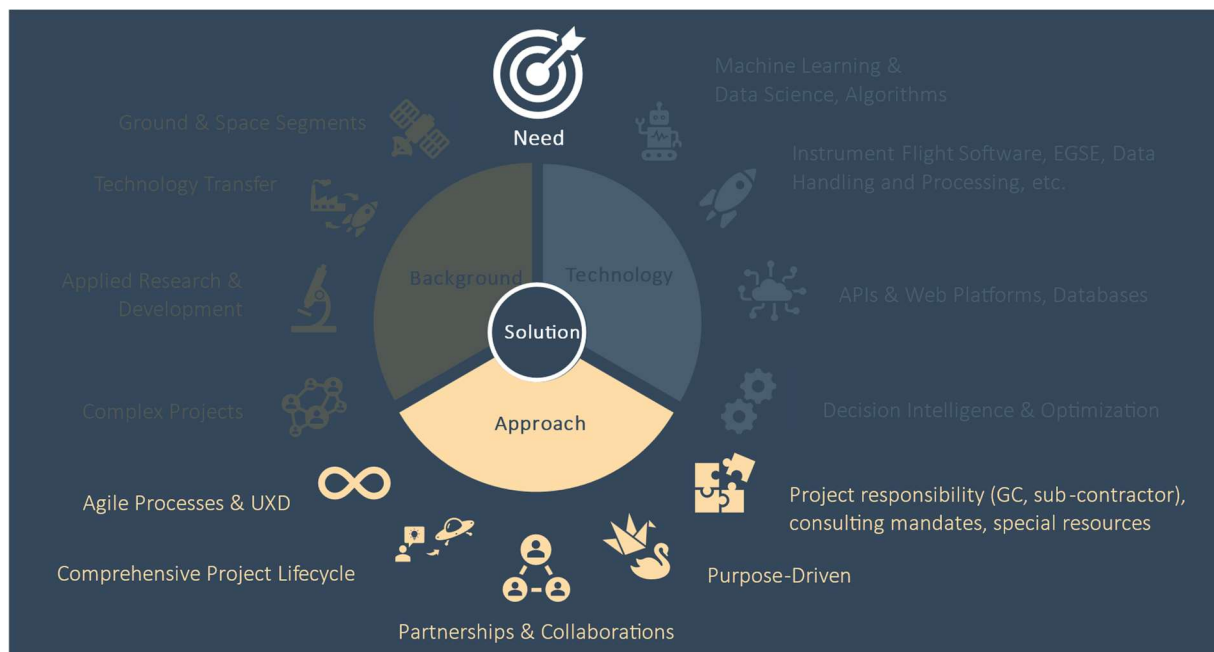 Need
Machine Learning &
Data Science, Algorithms
Ground & Space Segments
Instrument Flight Software, EGSE, Data
Handling and Processing, etc.
Technology Transfer
Background
Technology
Applied Research &
Development
APIs & Web Platforms, Databases
Solution
Complex Projects
Decision Intelligence & Optimization
Approach
Agile Processes & UXD
Project responsibility (GC, sub-contractor),
consulting mandates, special resources
Comprehensive Project Lifecycle
Purpose-Driven
Partnerships & Collaborations